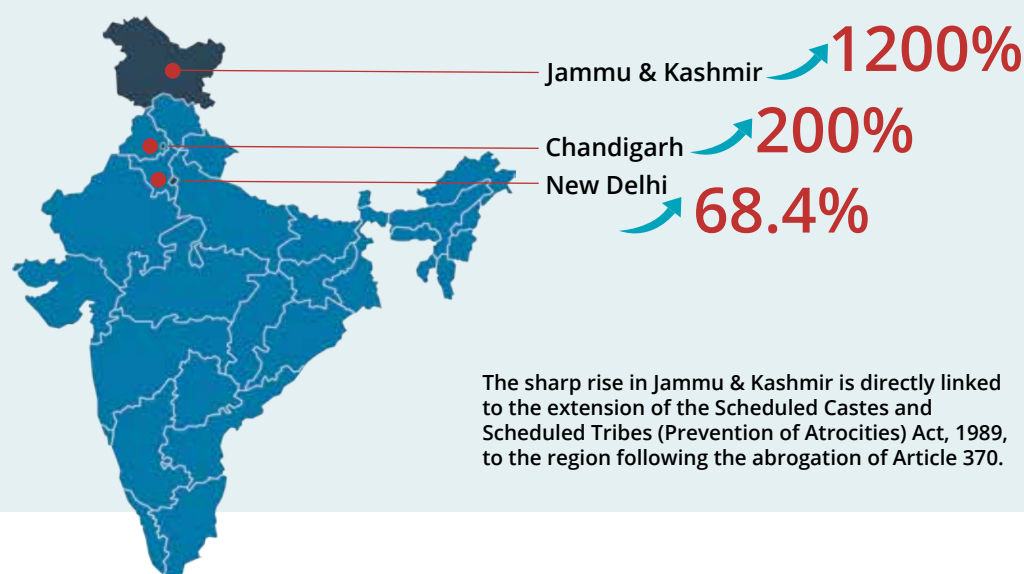 Jammu & Kashmir 1200%
Chandigarh 200%
New Delhi
68.4%
The sharp rise in Jammu & Kashmir is directly linked
to the extension of the Scheduled Castes and
Scheduled Tribes (Prevention of Atrocities) Act, 1989,
to the region following the abrogation of Article 370.